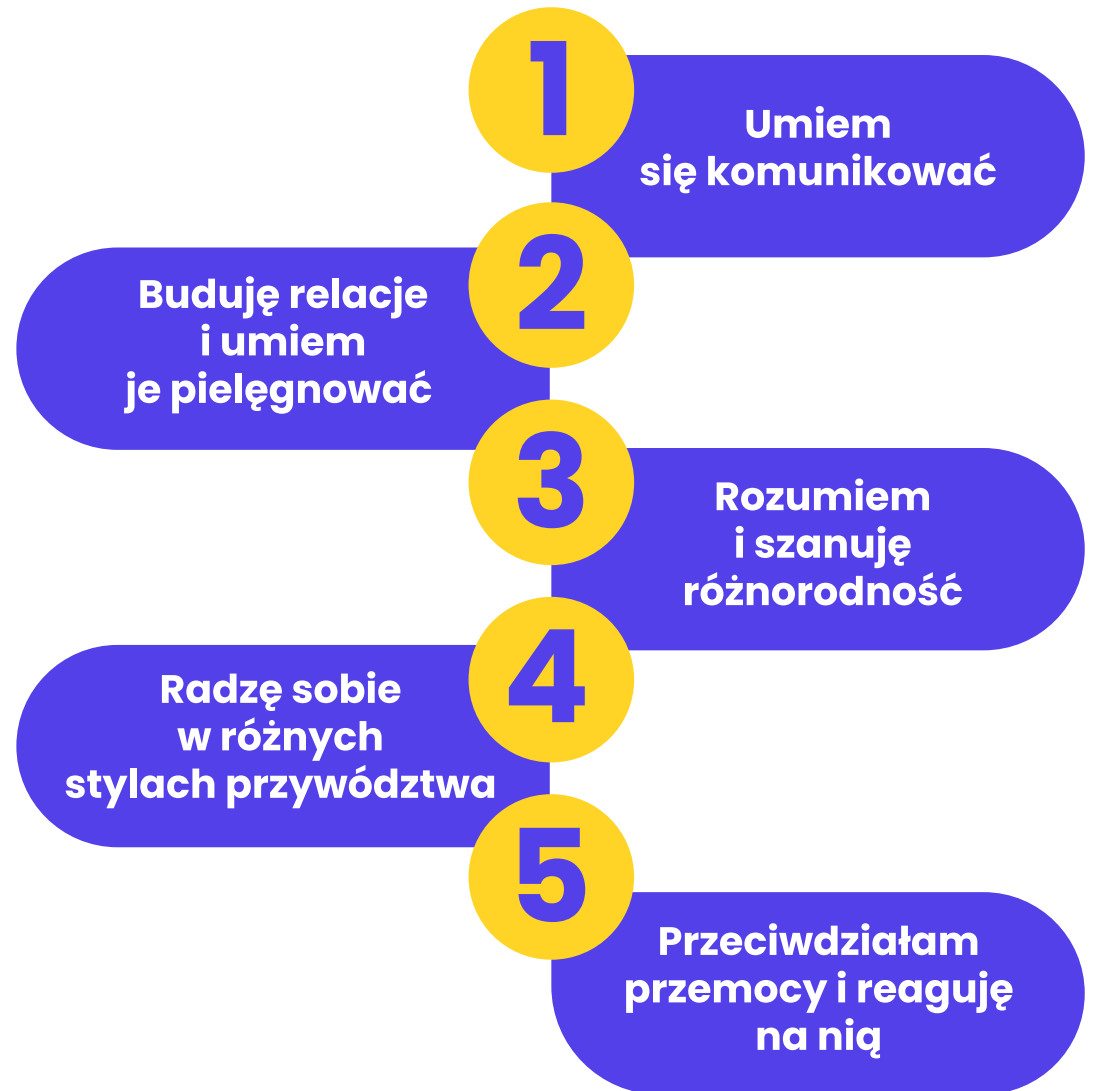 1
Umiem
się komunikować
2
Buduję relacje
i umiem
je pielęgnować
3
Rozumiem
i szanuję
różnorodność
4
Radzę sobie
w różnych
stylach przywództwa
5
Przeciwdziałam
przemocy i reaguję
na nią